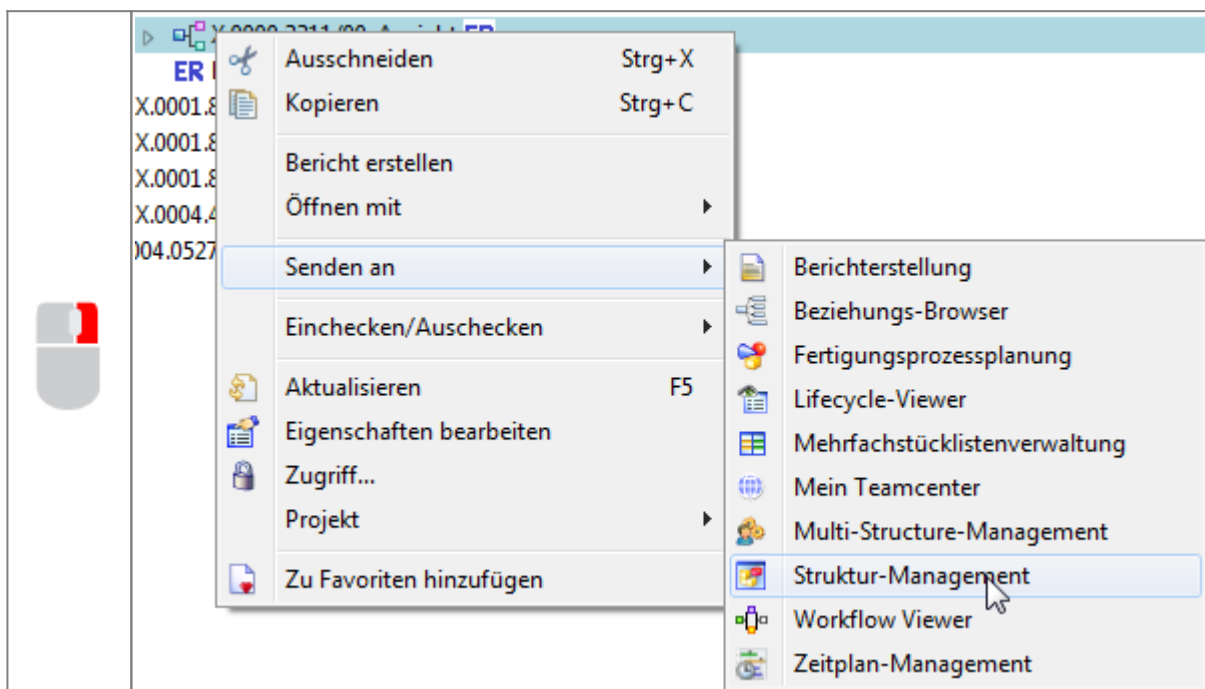 ER
ER
Ausschneiden Strg+X
X.0001.8
Kopieren Strg+C
X.0001.8
X.0001.8
Bericht erstellen
X.0004.4
Öffnen mit
004.0527
Senden an
Einchecken/Auschecken
Aktualisieren F5
Eigenschaften bearbeiten
Zugriff...
Projekt
Zu Favoriten hinzufügen
Berichterstellung
Beziehungs-Browser
Fertigungsprozessplanung
Lifecycle-Viewer
Mehrfachstücklistenverwaltung
Mein Teamcenter
Multi-Structure-Management
Struktur-Management
Workflow Viewer
Zeitplan-Management